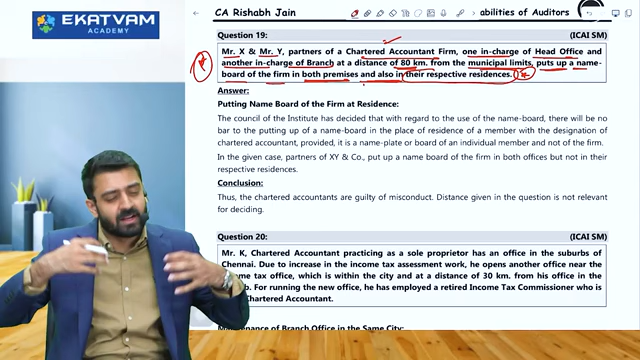 EKATVAM
ACADEMY
CA Rishabh Jain
abilities of Auditors
Question 19:
(ICAI SM)
Mr. X & Mr. Y, partners of a Chartered Accountant Firm, one in-charge of Head Office and
another in-charge of Branch at a distance of 80 km. from the municipal limits, puts up a name-
board of the firm in both premises and also in their respective residences.
Answer:
Putting Name Board of the Firm at Residence:
The council of the Institute has decided that with regard to the use of the name-board, there will be no
bar to the putting up of a name-board in the place of residence of a member with the designation of
chartered accountant, provided, it is a name-plate or board of an individual member and not of the firm.
In the given case, partners of XY & Co., put up a name board of the firm in both offices but not in their
respective residences.
Conclusion:
Thus, the chartered accountants are guilty of misconduct. Distance given in the question is not relevant
for deciding.
Question 20:
(ICAI SM)
Mr. K, Chartered Accountant practicing as a sole proprietor has an office in the suburbs of
Chennai. Due to increase in the income tax assessment work, he opens another office near the
me tax office, which is within the city and at a distance of 30 km. from his office in the
b. For running the new office, he has employed a retired Income Tax Commissioner who is
Chartered Accountant.
tenance of Branch Office in the Same City: